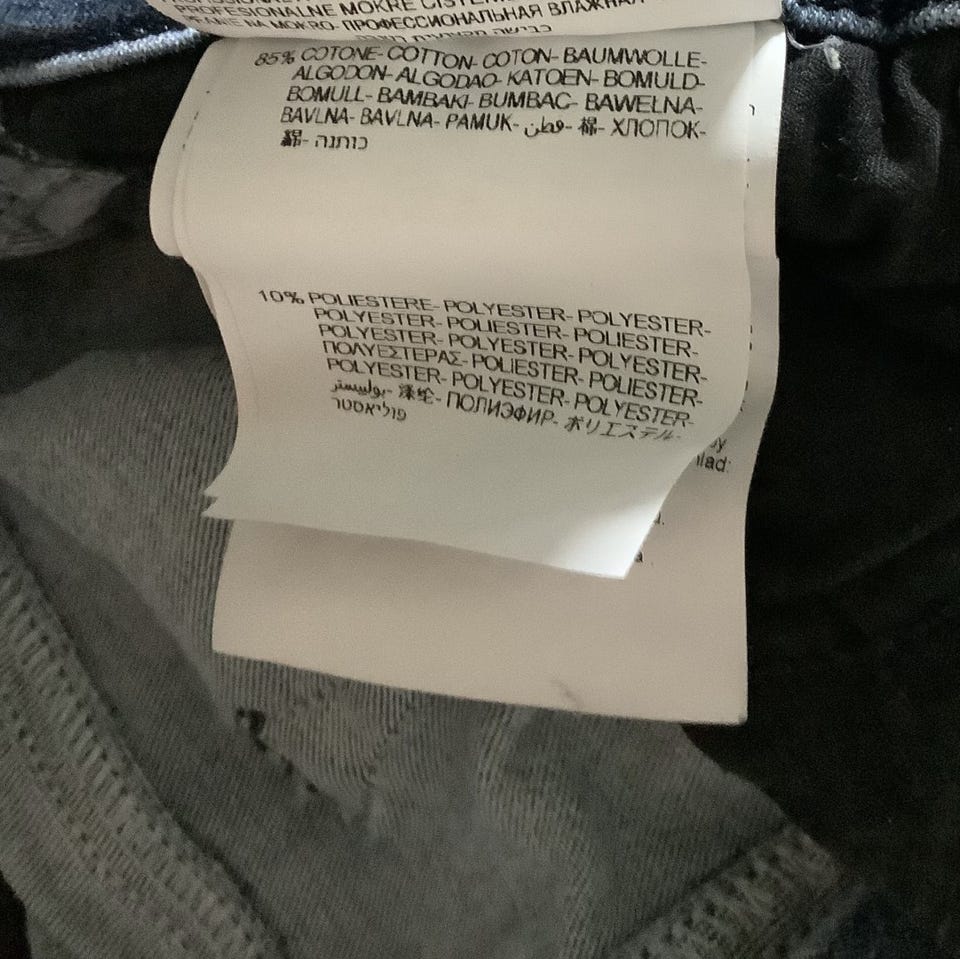 PROFESIONALNE MOKRE
ПРОФЕССИОНАЛЬНАЯ ВЛАЖНАЯ
85% COTONE- COTTON- COTON- BAUMWOLLE-
ALGODON- ALGODAO- KATOEN- BOMULD-
BOMULL- BAMBAKI- BUMBAC- BAWELNA-
BAVLNA- BAVLNA- PAMUK- قطن- 棉- ХЛОПОК-
綿- כותנה
10% POLIESTERE- POLYESTER- POLYESTER-
POLYESTER- POLIESTER- POLIESTER-
POLYESTER- POLYESTER- POLYESTER-
ΠΟΛΥΕΣΤΕΡΑΣ- POLIESTER- POLIESTER-
POLYESTER- POLYESTER- POLYESTER-
بوليستر- 涤纶- ПОЛИЭФИР- ポリエステル-
פוליאסטר